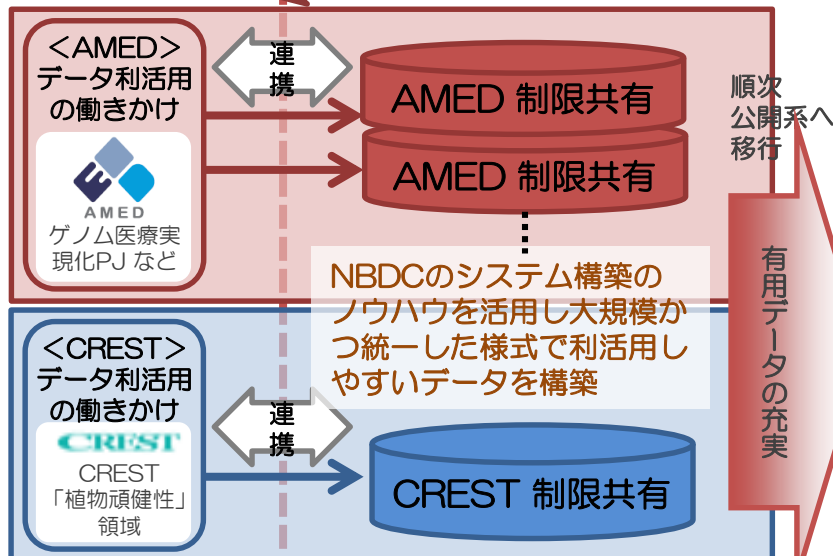 ＜AMED＞
データ利活用
の働きかけ
AMED
ゲノム医療実
現化PJ など
連
携
AMED 制限共有
AMED 制限共有
順次
公開系へ
移行
NBDCのシステム構築の
ノウハウを活用し大規模か
つ統一した様式で利活用し
やすいデータを構築
有用データの充実
＜CREST＞
データ利活用
の働きかけ
CREST
CREST
「植物頑健性」
領域
連
携
CREST 制限共有